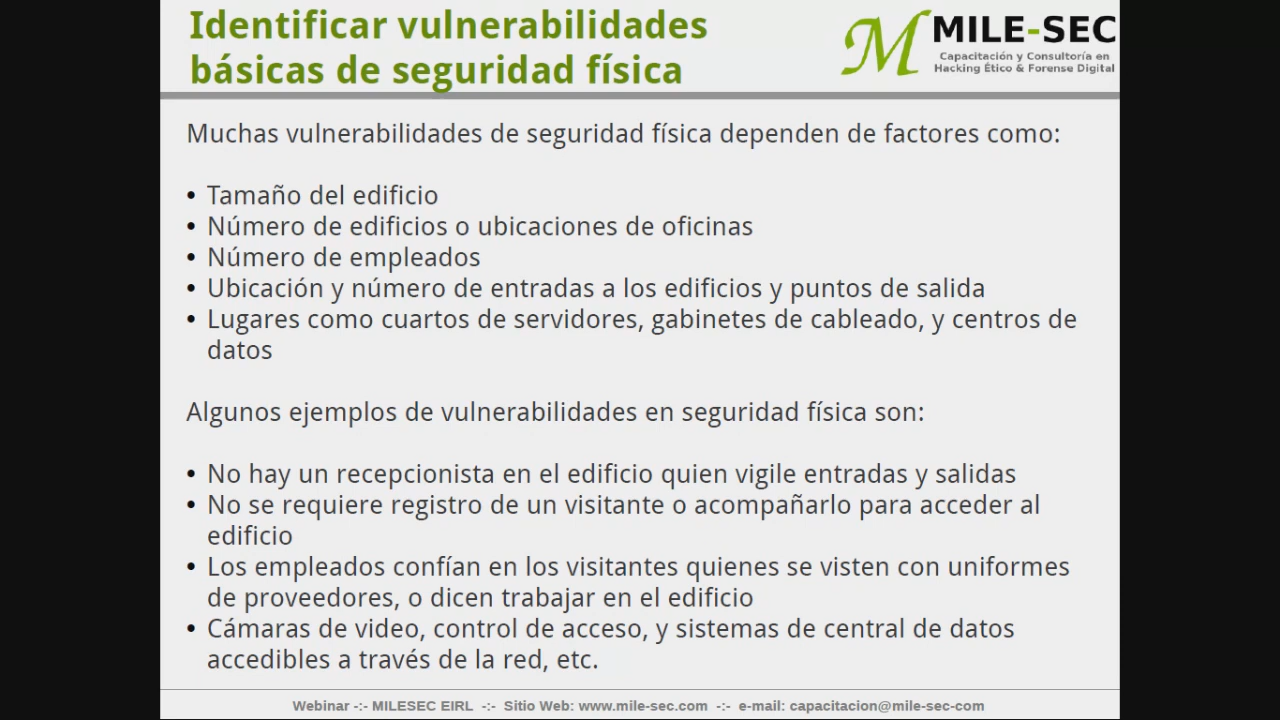 Identificar vulnerabilidades
básicas de seguridad física
MILE-SEC
Capacitación y Consultoría en
Hacking Ético & Forense Digital
Muchas vulnerabilidades de seguridad física dependen de factores como:
• Tamaño del edificio
• Número de edificios o ubicaciones de oficinas
• Número de empleados
• Ubicación y número de entradas a los edificios y puntos de salida
• Lugares como cuartos de servidores, gabinetes de cableado, y centros de
datos
Algunos ejemplos de vulnerabilidades en seguridad física son:
• No hay un recepcionista en el edificio quien vigile entradas y salidas
• No se requiere registro de un visitante o acompañarlo para acceder al
edificio
• Los empleados confían en los visitantes quienes se visten con uniformes
de proveedores, o dicen trabajar en el edificio
• Cámaras de video, control de acceso, y sistemas de central de datos
accedibles a través de la red, etc.
Webinar -:- MILESEC EIRL -:- Sitio Web: www.mile-sec.com -:- e-mail: capacitacion@mile-sec-com